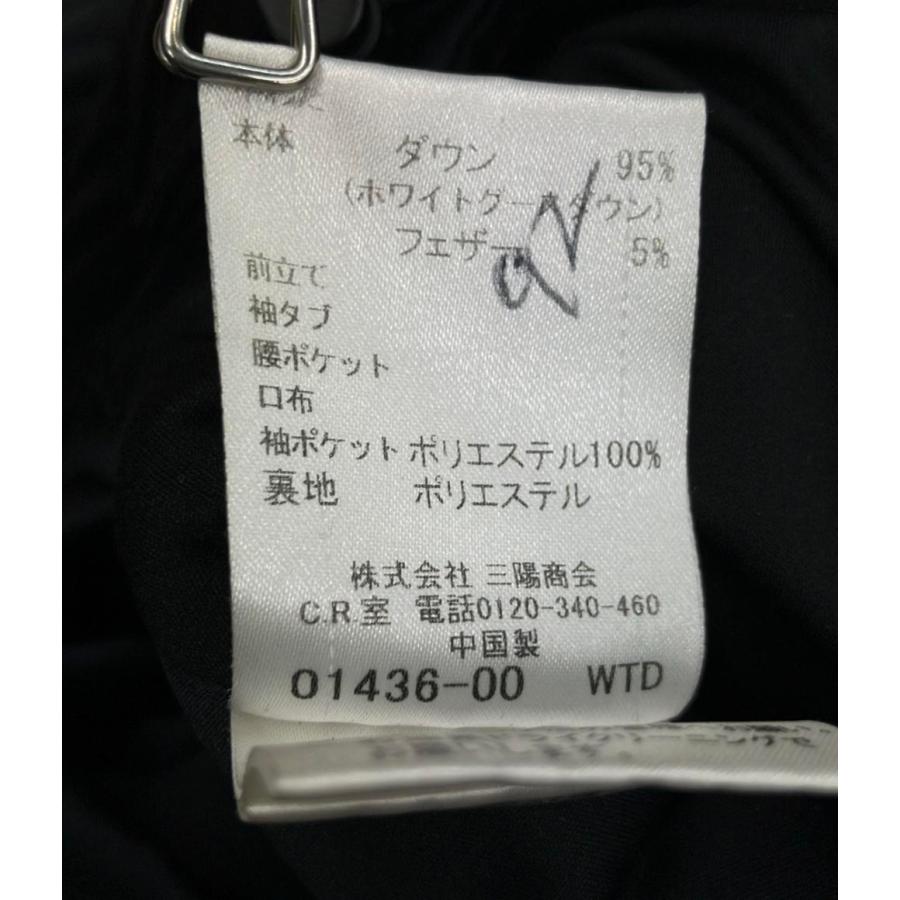 本体 ダウン 95%
(ホワイトグースダウン)
フェザー 5%
前立て
袖タブ
腰ポケット
口布
袖ポケット ポリエステル100%
裏地 ポリエステル
株式会社 三陽商会
C.R.室 電話0120-340-460
中国製
01436-00 WTD